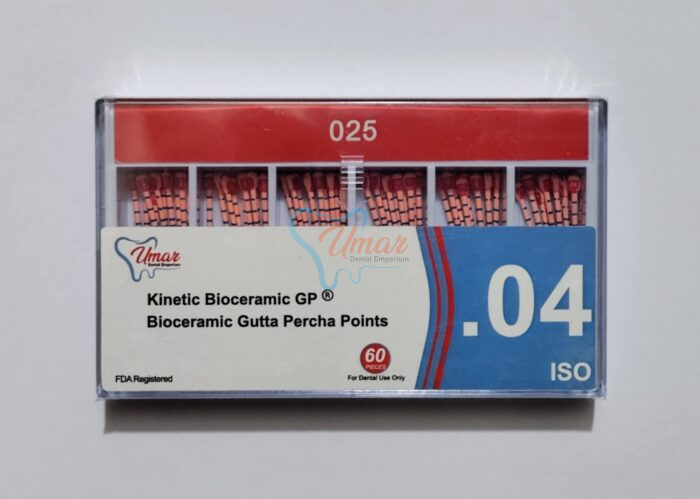 025
Umar
Dental Emporium
Umar
Dental Emporium
Kinetic Bioceramic GP ®
Bioceramic Gutta Percha Points
.04
60
PIECES
FDA Registered
For Dental Use Only
ISO